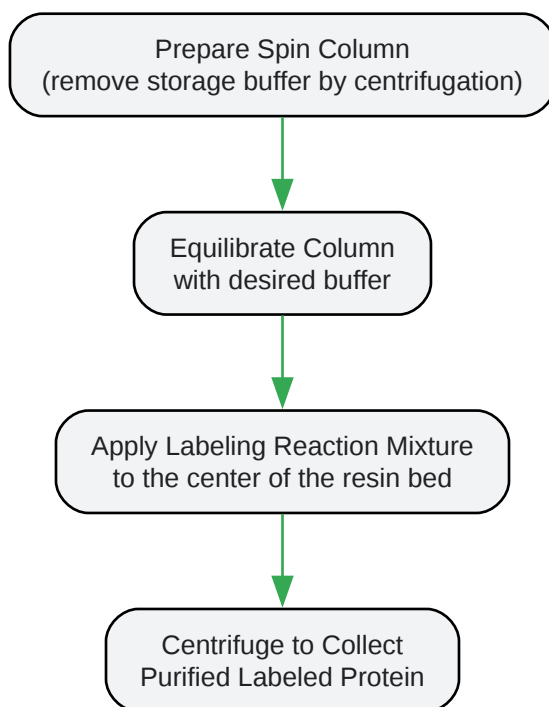 Prepare Spin Column
(remove storage buffer by centrifugation)
Equilibrate Column
with desired buffer
Apply Labeling Reaction Mixture
to the center of the resin bed
Centrifuge to Collect
Purified Labeled Protein